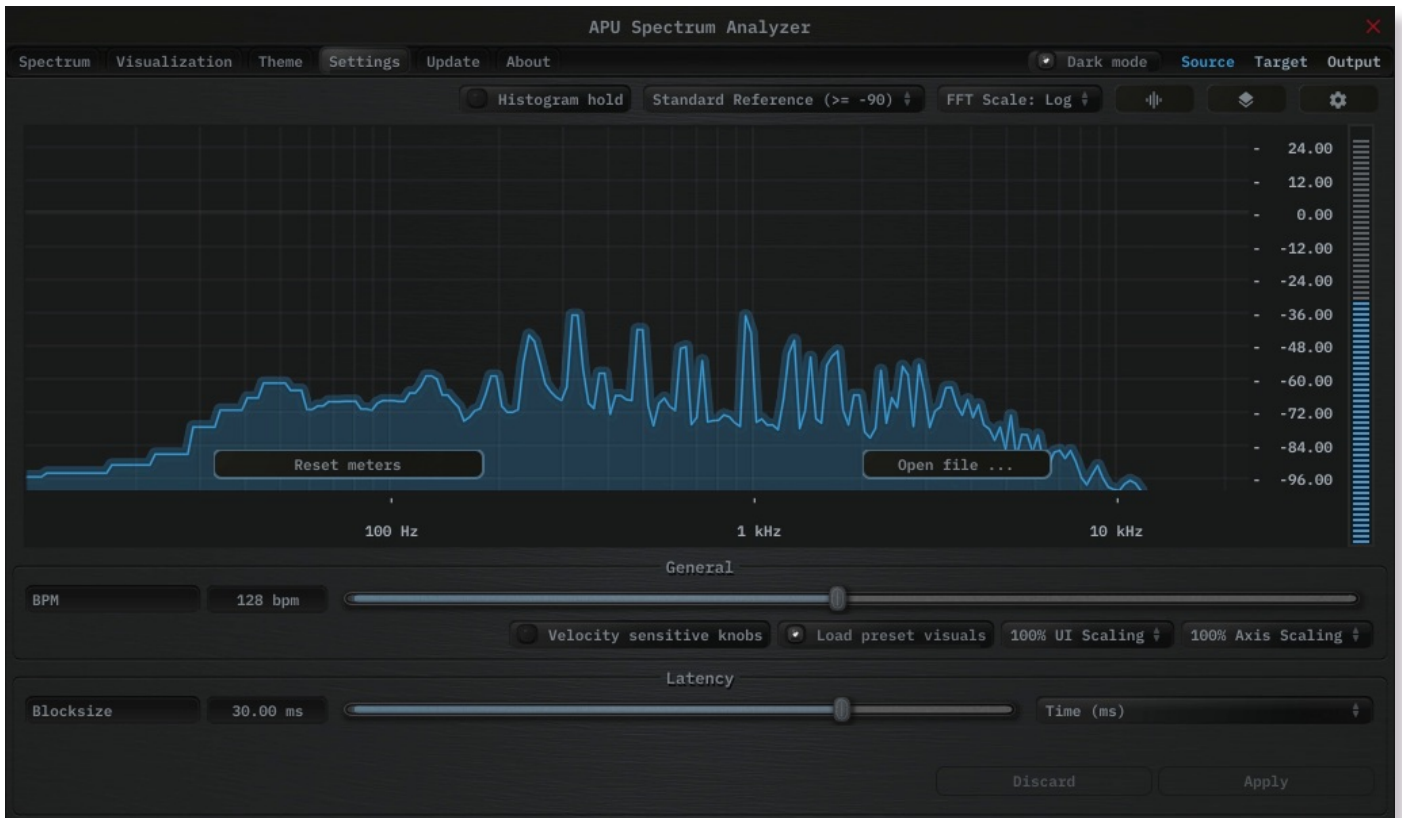 APU Spectrum Analyzer
Spectrum Visualization Theme Settings Update About Dark mode Source Target Output
Histogram hold Standard Reference (>= -90) FFT Scale: Log
- 24.00
- 12.00
- 0.00
- -12.00
- -24.00
- -36.00
- -48.00
- -60.00
- -72.00
- -84.00
Reset meters Open file ...
- -96.00
100 Hz 1 kHz 10 kHz
General
BPM 128 bpm
Velocity sensitive knobs Load preset visuals 100% UI Scaling 100% Axis Scaling
Latency
Blocksize 30.00 ms Time (ms)
Discard Apply